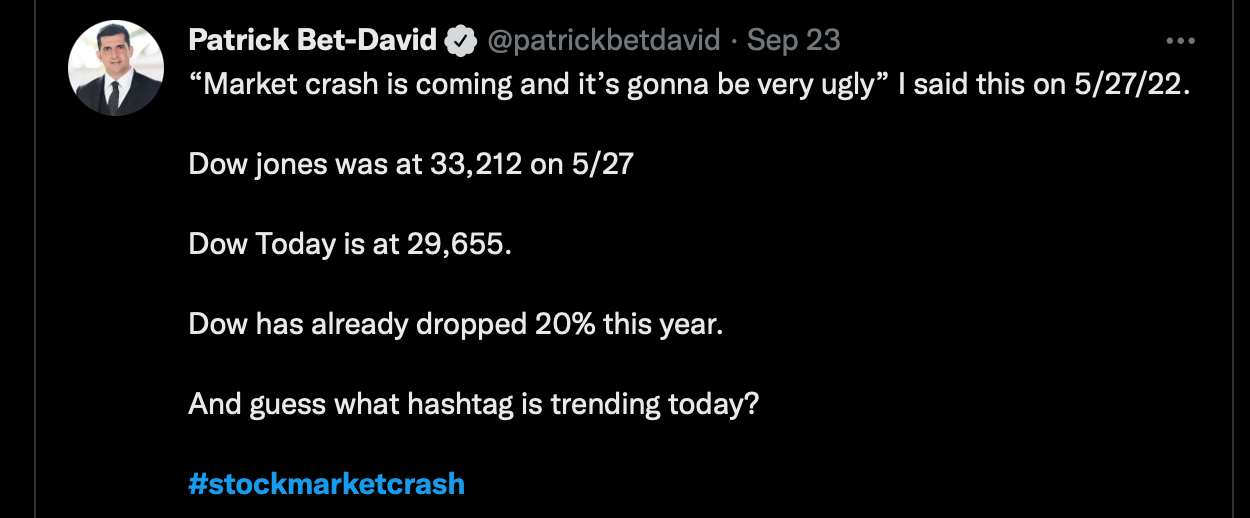 Patrick Bet-David @patrickbetdavid · Sep 23
“Market crash is coming and it’s gonna be very ugly” I said this on 5/27/22.
Dow jones was at 33,212 on 5/27
Dow Today is at 29,655.
Dow has already dropped 20% this year.
And guess what hashtag is trending today?
#stockmarketcrash